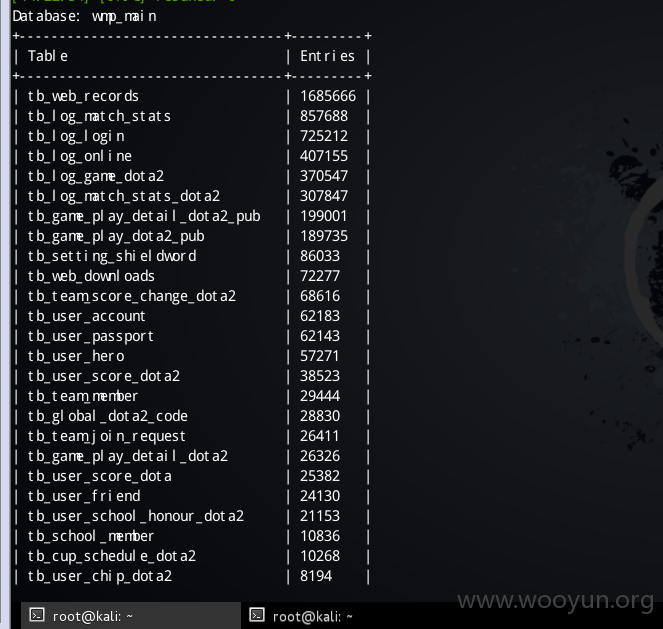 Database: wmp_main
+--------------------------------+---------+
| Table | Entries |
+--------------------------------+---------+
| tb_web_records | 1685666 |
| tb_log_match_stats | 857688 |
| tb_log_login | 725212 |
| tb_log_online | 407155 |
| tb_log_game_dota2 | 370547 |
| tb_log_match_stats_dota2 | 307847 |
| tb_game_play_detail_dota2_pub | 199001 |
| tb_game_play_dota2_pub | 189735 |
| tb_setting_shieldword | 86033 |
| tb_web_downloads | 72277 |
| tb_team_score_change_dota2 | 68616 |
| tb_user_account | 62183 |
| tb_user_passport | 62143 |
| tb_user_hero | 57271 |
| tb_user_score_dota2 | 38523 |
| tb_team_member | 29444 |
| tb_global_dota2_code | 28830 |
| tb_team_join_request | 26411 |
| tb_game_play_detail_dota2 | 26326 |
| tb_user_score_dota | 25382 |
| tb_user_friend | 24130 |
| tb_user_school_honour_dota2 | 21153 |
| tb_school_member | 10836 |
| tb_cup_schedule_dota2 | 10268 |
| tb_user_chip_dota2 | 8194 |
www.wooyun.org
root@kali: ~ root@kali: ~